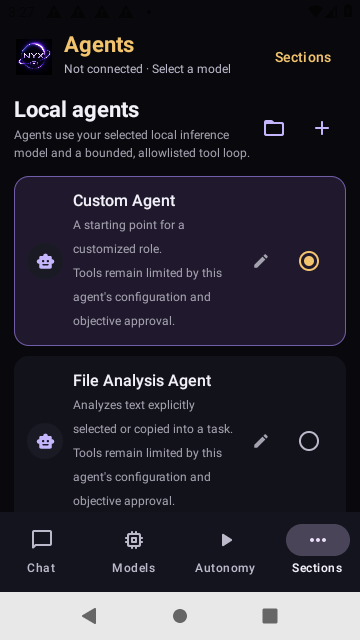 NYX
Agents
Not connected · Select a model
Sections
Local agents
Agents use your selected local inference
model and a bounded, allowlisted tool loop.
Custom Agent
A starting point for a
customized role.
Tools remain limited by this
agent's configuration and
objective approval.
File Analysis Agent
Analyzes text explicitly
selected or copied into a task.
Tools remain limited by this
agent's configuration and
objective approval.
Chat
Models
Autonomy
Sections